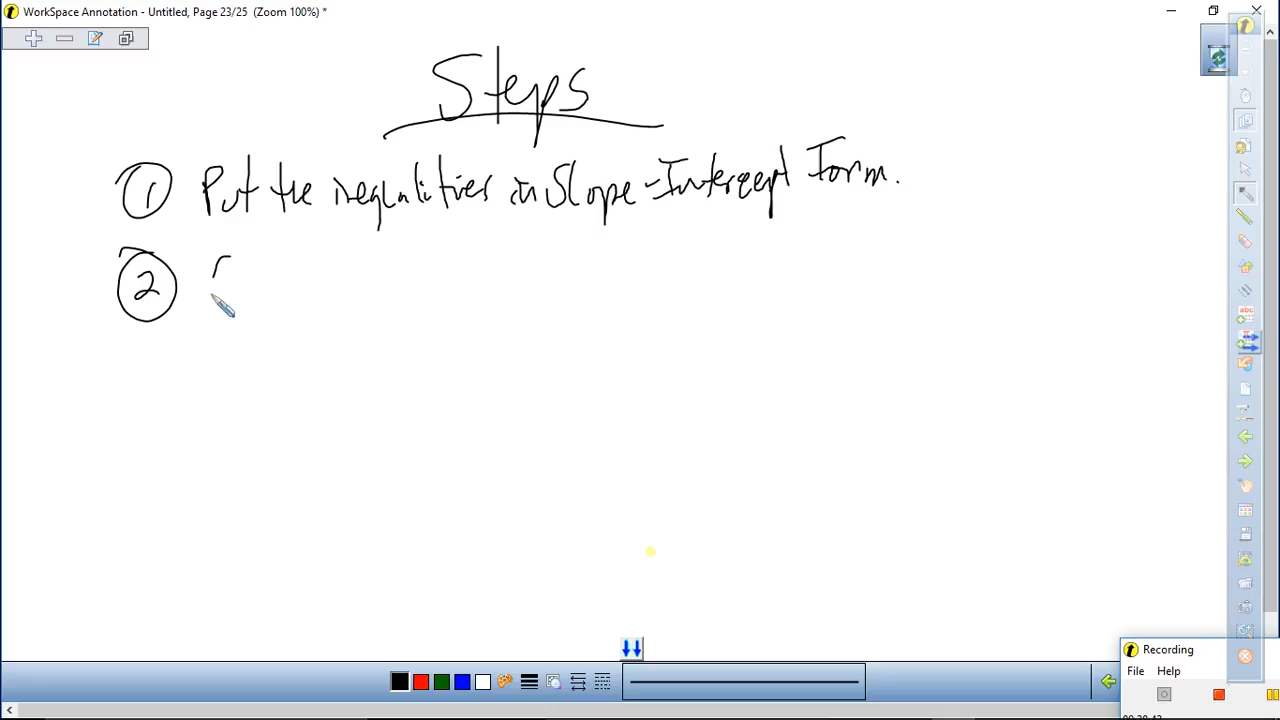 WorkSpace Annotation - Untitled, Page 23/25 (Zoom 100%) *
Steps
① Put the inequalities in Slope-Intercept Form.
②
abc
Recording
File Help